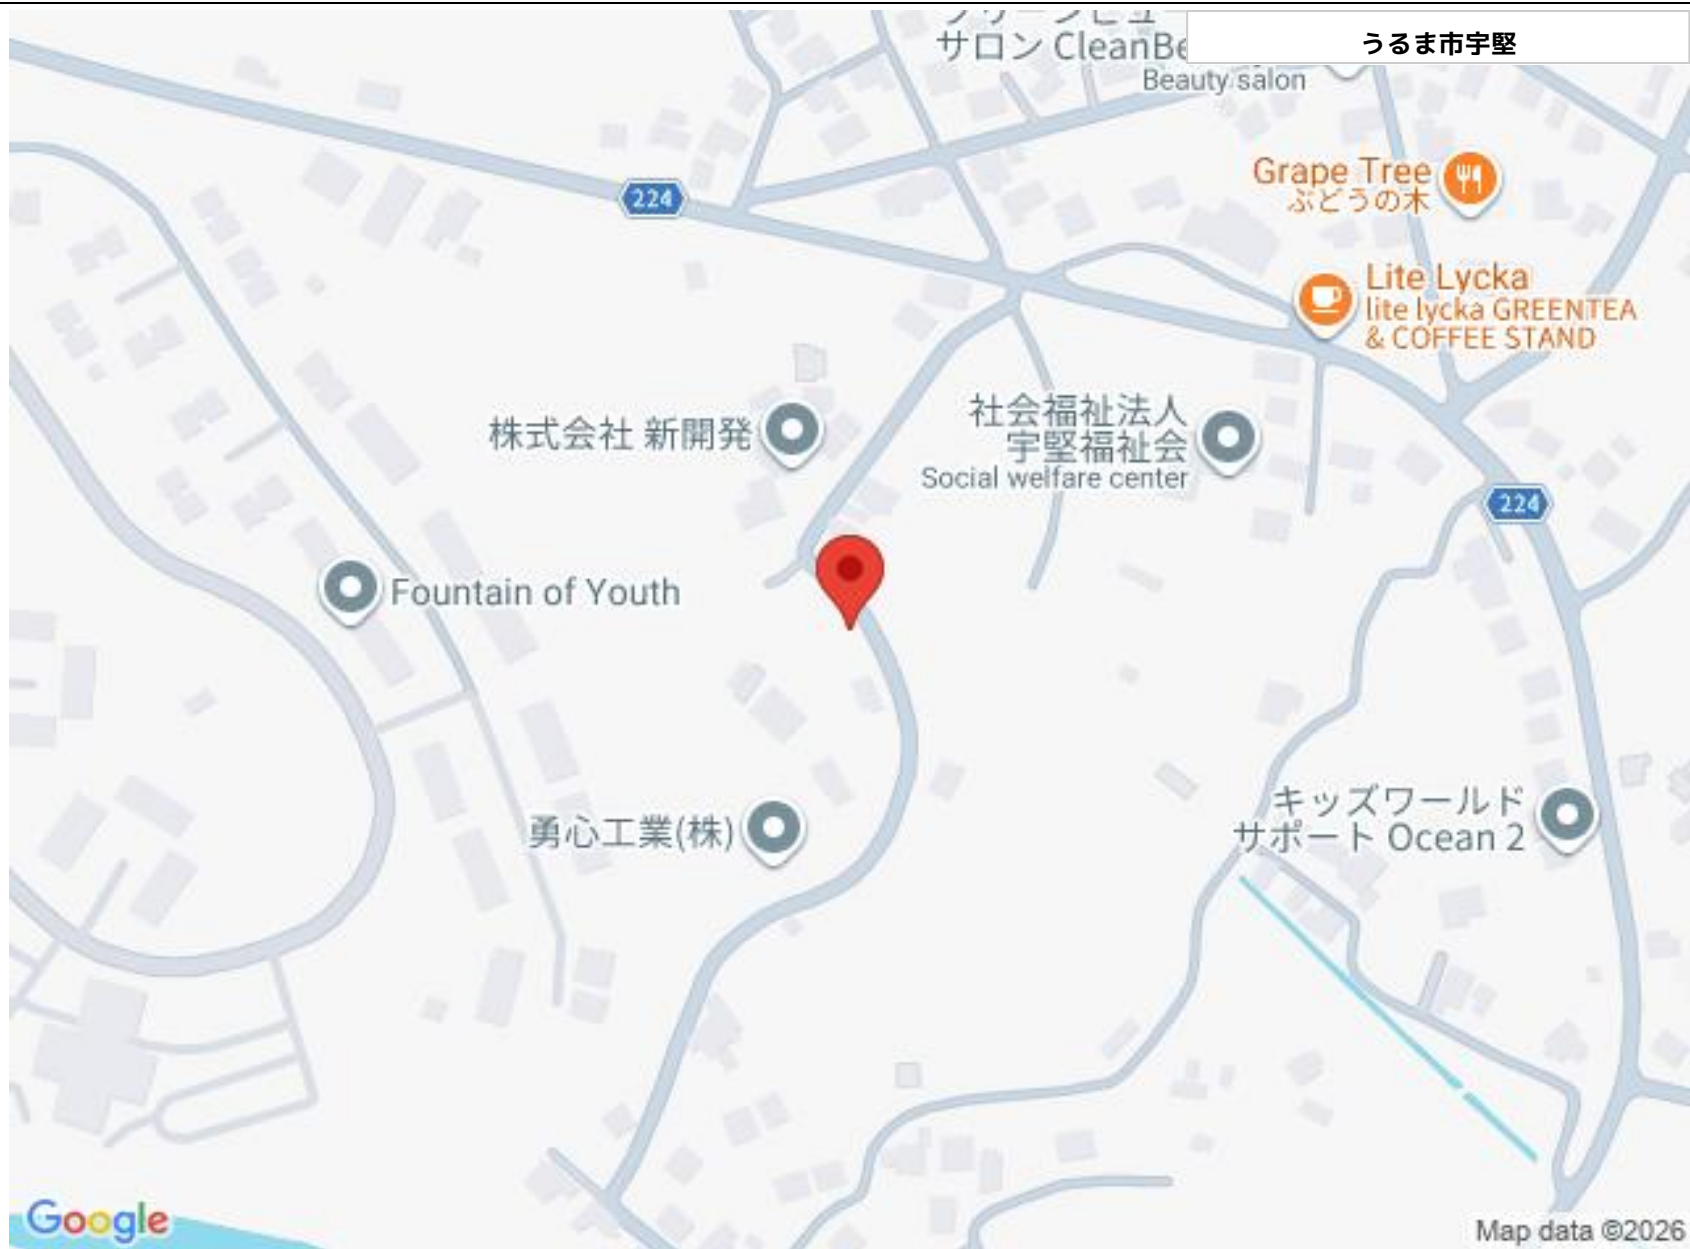 サロン CleanBe
Beauty salon
うるま市宇堅
224
Grape Tree
ぶどうの木
Lite Lycka
lite lycka GREENTEA
& COFFEE STAND
株式会社 新開発
社会福祉法人
宇堅福祉会
Social welfare center
224
Fountain of Youth
勇心工業(株)
キッズワールド
サポート Ocean 2
Google
Map data ©2026